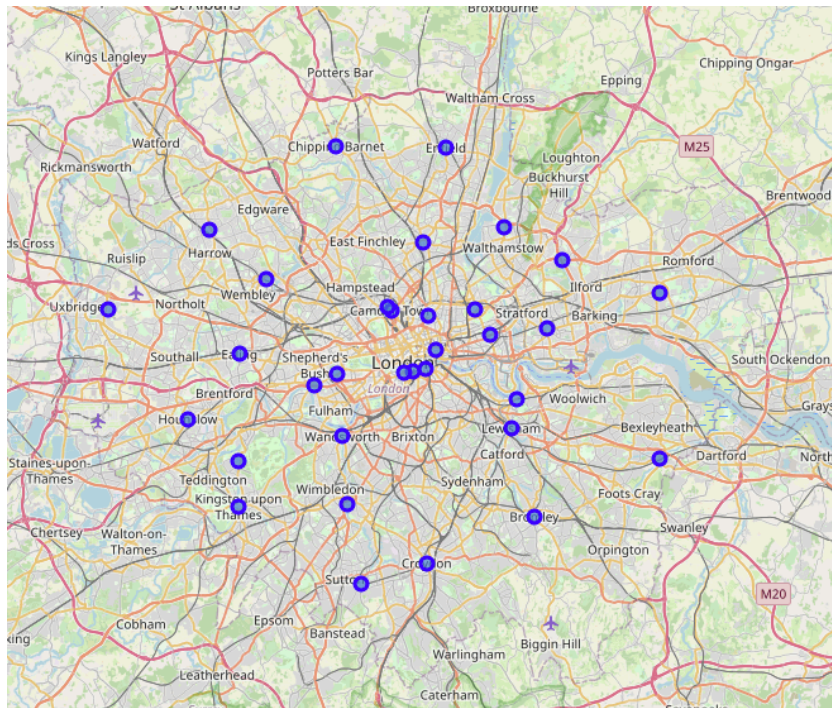 St Albans
Broxbourne
Kings Langley
Potters Bar
Epping
Chipping Ongar
Waltham Cross
M25
Watford
Chipping Barnet
Enfield
Loughton
Rickmansworth
Buckhurst
Hill
Brentwood
Edgware
ds Cross
Harrow
East Finchley
Walthamstow
Ruislip
Romford
Hampstead
Ilford
Uxbridge
Northolt
Wembley
Camden Town
Stratford
Barking
Southall
Ealing
Shepherd's
Bush
London
South Ockendon
London
Brentford
Fulham
Woolwich
Grays
Hounslow
Wandsworth
Brixton
Lewisham
Bexleyheath
Catford
Dartford
North
Staines-upon-
Thames
Teddington
Sydenham
Kingston upon
Thames
Wimbledon
Foots Cray
Chertsey
Walton-on-
Thames
Bromley
Swanley
Orpington
Croydon
Sutton
M20
Cobham
Epsom
Banstead
Biggin Hill
king
Warlingham
Leatherhead
Caterham